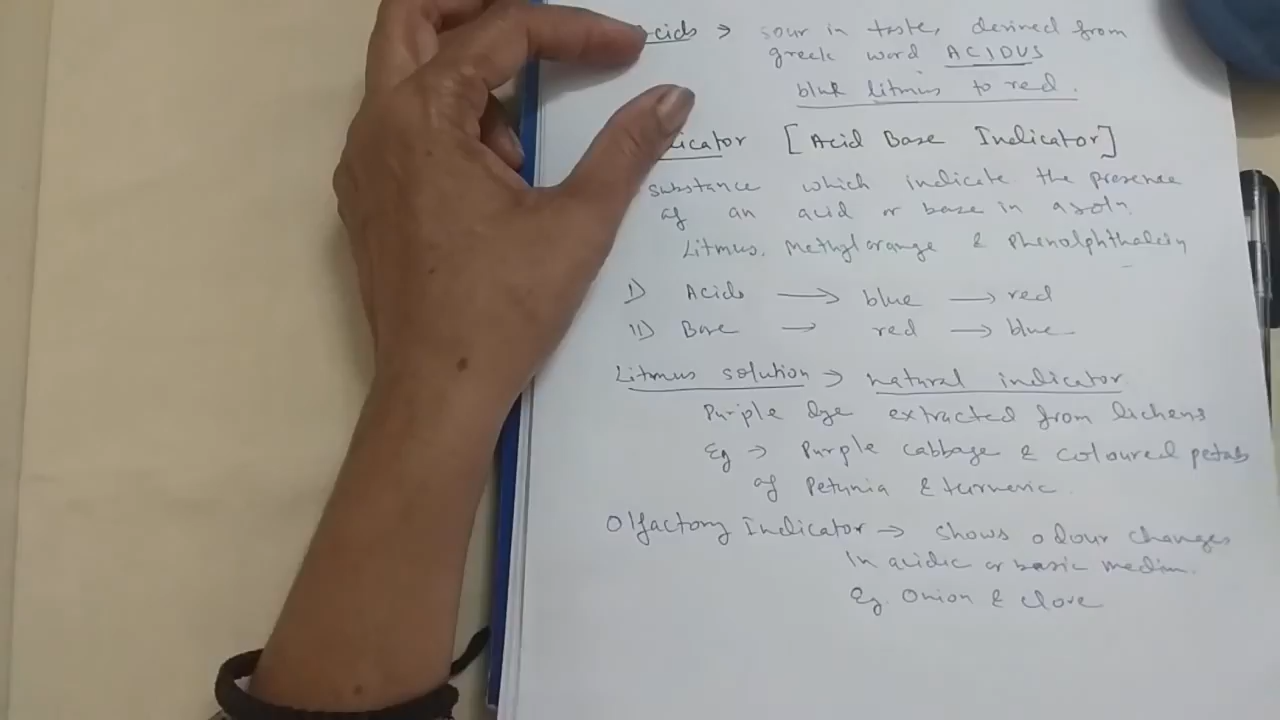 cids → sour in taste, derived from
greek word ACIDUS
blue litmus to red.
icator [Acid Base Indicator]
substance which indicate the presence
of an acid or base in a soln.
Litmus, Methyl orange & Phenolphthalein
I) Acids → blue → red
II) Base → red → blue
Litmus solution → natural indicator
Purple dye extracted from lichens
Eg → Purple cabbage & coloured petals
of Petunia & turmeric.
Olfactory Indicator → shows odour changes
In acidic or basic medium.
Eg. Onion & clove